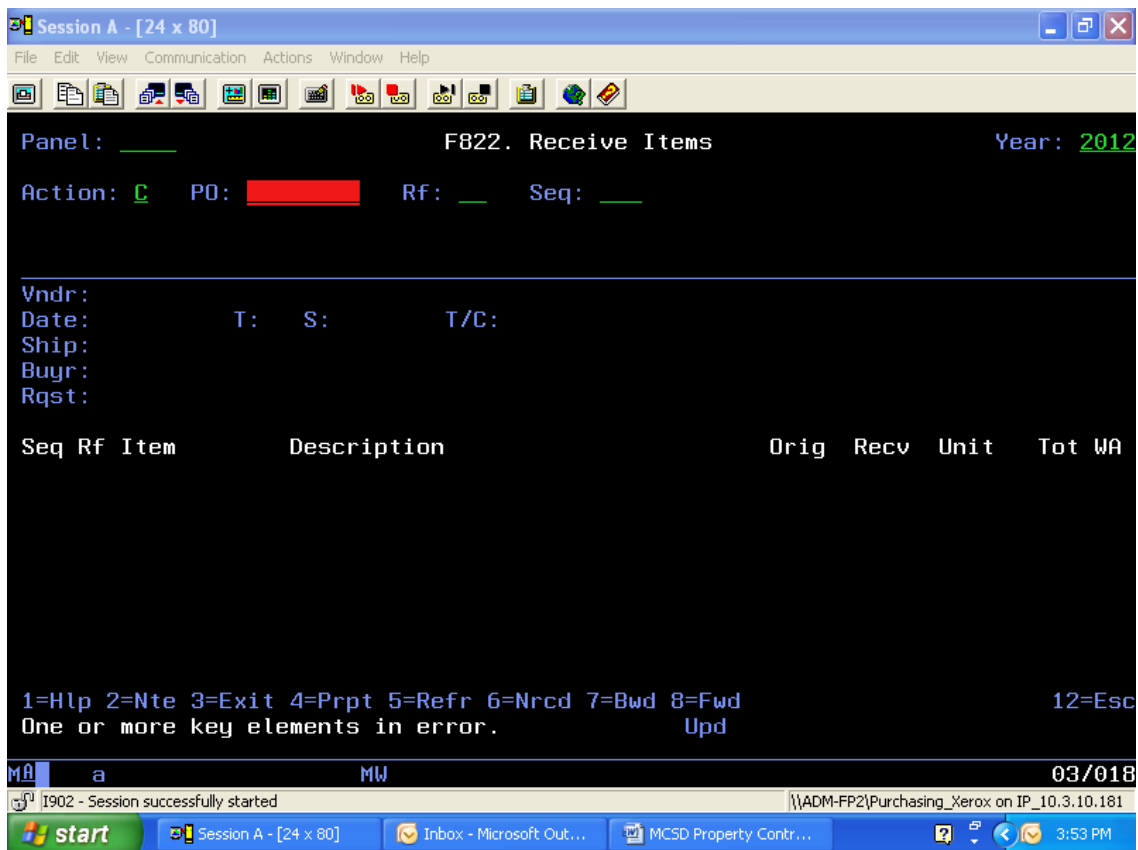 Session A - [24 x 80]
File Edit View Communication Actions Window Help
Panel: ____ F822. Receive Items Year: 2012
Action: C PO: Rf: __ Seq: ___
Vndr:
Date: T: S: T/C:
Ship:
Buyr:
Rqst:
Seq Rf Item Description Orig Recv Unit Tot WA
1=Hlp 2=Nte 3=Exit 4=Prpt 5=Refr 6=Nrcd 7=Bwd 8=Fwd 12=Esc
One or more key elements in error. Upd
MA a MW 03/018
I902 - Session successfully started \\ADM-FP2\Purchasing_Xerox on IP_10.3.10.181
start Session A - [24 x 80] Inbox - Microsoft Out... MCSD Property Contr... 3:53 PM